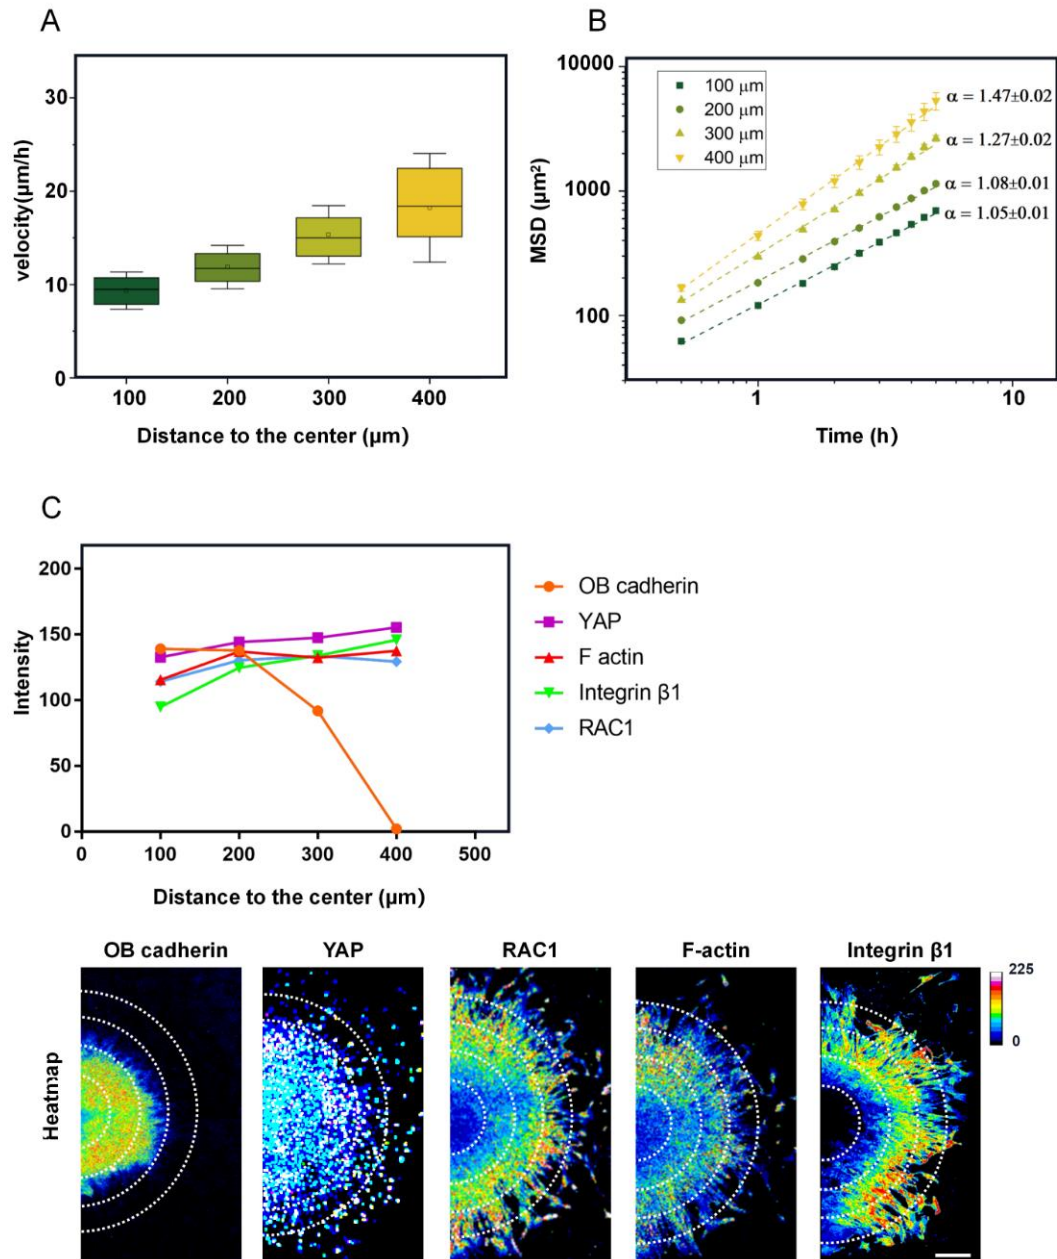 A
velocity(µm/h)
30
20
10
0
100 200 300 400
Distance to the center (µm)
B
MSD (µm²)
10000
1000
100
100 µm
200 µm
300 µm
400 µm
α = 1.47±0.02
α = 1.27±0.02
α = 1.08±0.01
α = 1.05±0.01
1 10
Time (h)
C
Intensity
200
150
100
50
0
0 100 200 300 400 500
Distance to the center (µm)
OB cadherin
YAP
F actin
Integrin β1
RAC1
OB cadherin YAP RAC1 F-actin Integrin β1
Heatmap
225
0